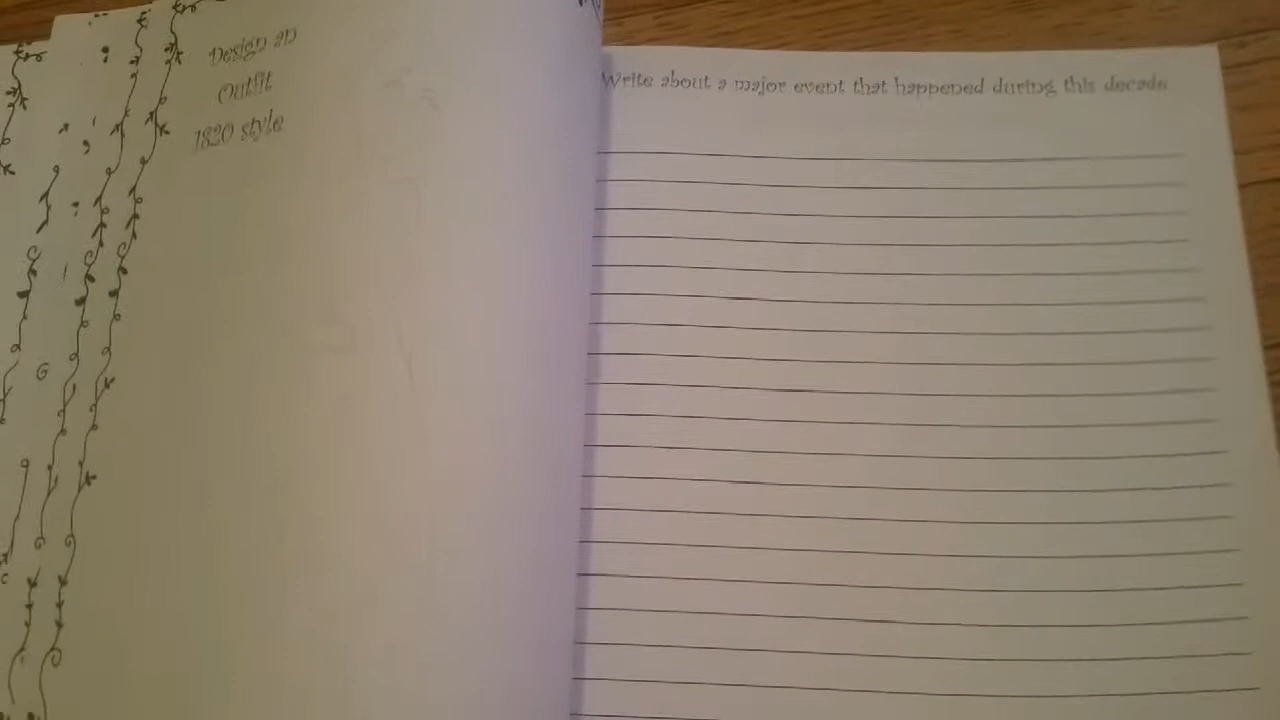 Design an
Outfit
1820 style
Write about a major event that happened during this decade